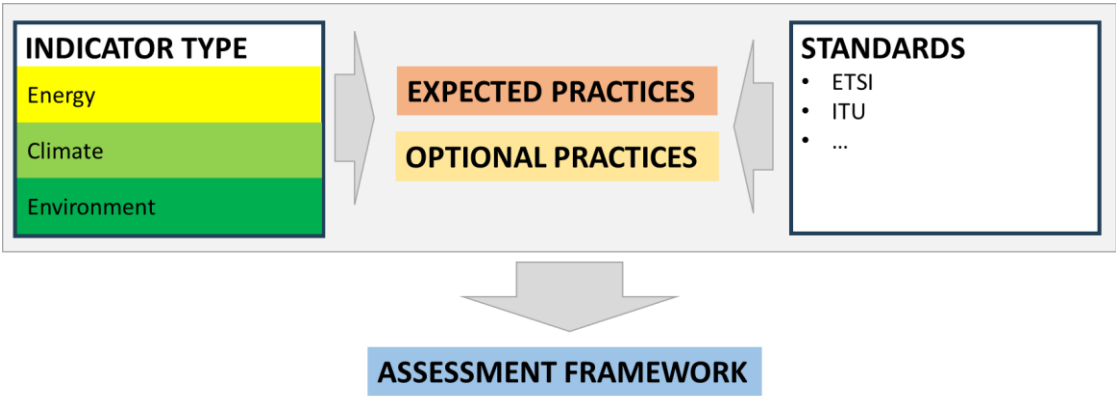 INDICATOR TYPE
Energy
Climate
Environment
EXPECTED PRACTICES
OPTIONAL PRACTICES
STANDARDS
• ETSI
• ITU
• ...
ASSESSMENT FRAMEWORK